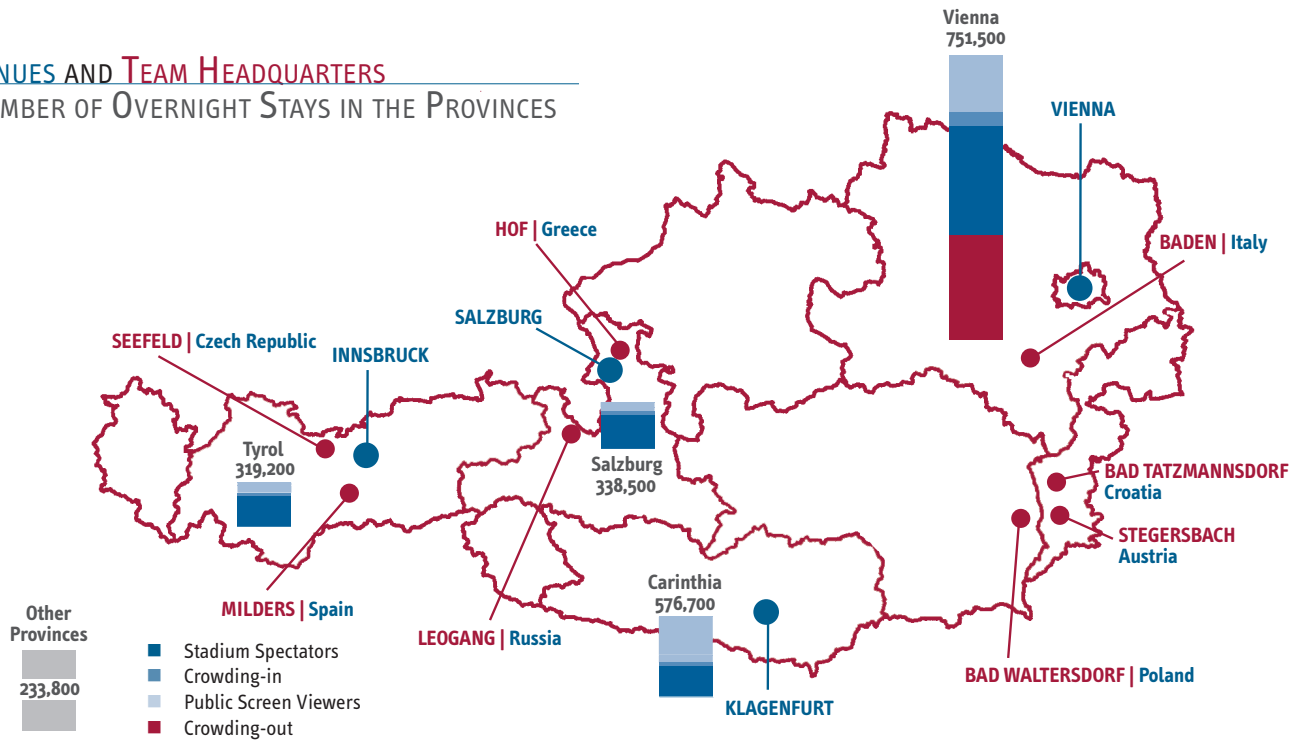 NUES AND TEAM HEADQUARTERS
MBER OF OVERNIGHT STAYS IN THE PROVINCES
Vienna
751,500
VIENNA
HOF | Greece
BADEN | Italy
SALZBURG
SEEFELD | Czech Republic
INNSBRUCK
Tyrol
319,200
Salzburg
338,500
BAD TATZMANNSDORF
Croatia
STEGERSBACH
Austria
Carinthia
576,700
MILDERS | Spain
LEOGANG | Russia
BAD WALTERSDORF | Poland
KLAGENFURT
Other
Provinces
233,800
Stadium Spectators
Crowding-in
Public Screen Viewers
Crowding-out